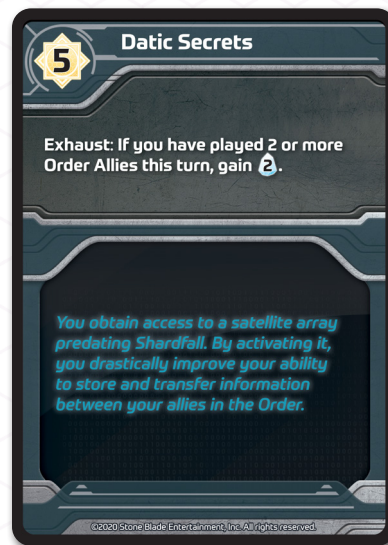 5
Datic Secrets
Exhaust: If you have played 2 or more
Order Allies this turn, gain 2.
You obtain access to a satellite array
predating Shardfall. By activating it,
you drastically improve your ability
to store and transfer information
between your allies in the Order.
©2020 Stone Blade Entertainment, Inc. All rights reserved.